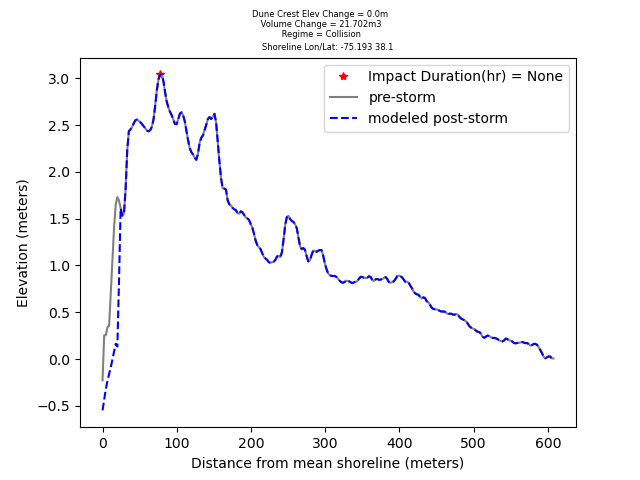 Dune Crest Elev Change = 0.0m
Volume Change = 21.702m3
Regime = Collision
Shoreline Lon/Lat: -75.193 38.1
Impact Duration(hr) = None
pre-storm
modeled post-storm
3.0
2.5
2.0
1.5
1.0
0.5
0.0
−0.5
Elevation (meters)
0 100 200 300 400 500 600
Distance from mean shoreline (meters)